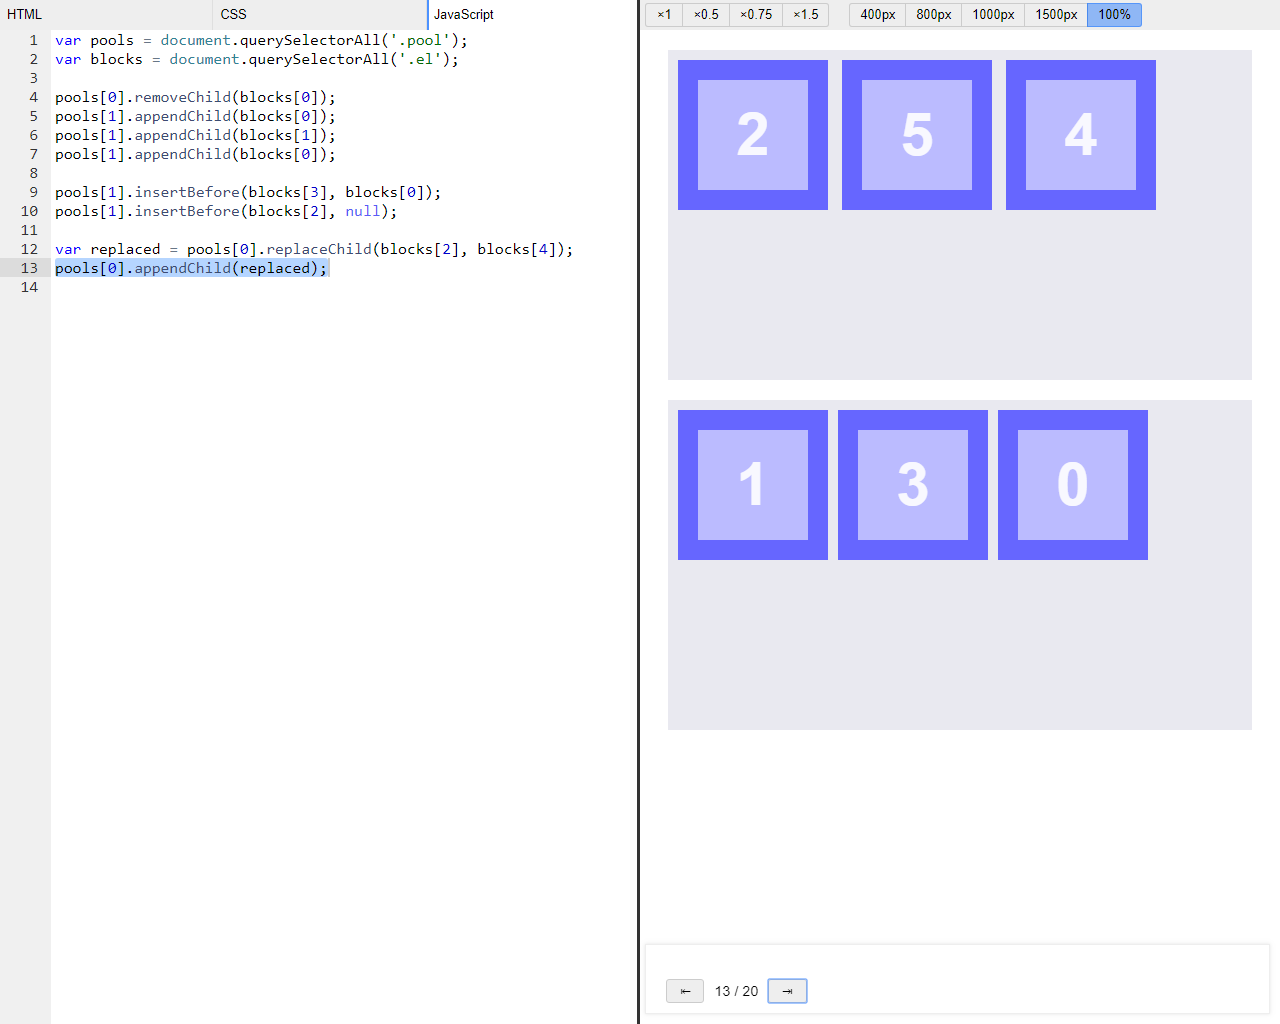 HTML CSS JavaScript
×1 ×0.5 ×0.75 ×1.5 400px 800px 1000px 1500px 100%
1 var pools = document.querySelectorAll('.pool');
2 var blocks = document.querySelectorAll('.el');
3
4 pools[0].removeChild(blocks[0]);
5 pools[1].appendChild(blocks[0]);
6 pools[1].appendChild(blocks[1]);
7 pools[1].appendChild(blocks[0]);
8
9 pools[1].insertBefore(blocks[3], blocks[0]);
10 pools[1].insertBefore(blocks[2], null);
11
12 var replaced = pools[0].replaceChild(blocks[2], blocks[4]);
13 pools[0].appendChild(replaced);
14
2 5 4
1 3 0
⇤ 13 / 20 ⇥